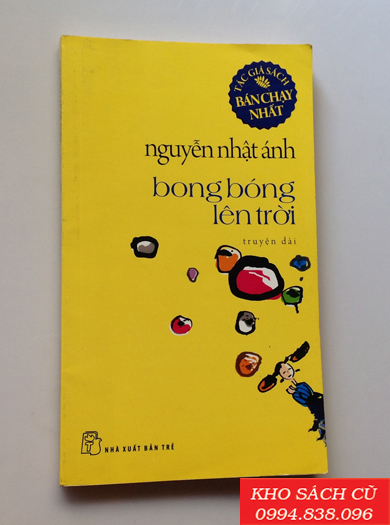 TÁC GIẢ SÁCH
BÁN CHẠY
NHẤT
nguyễn nhật ánh
bong bóng
lên trời
truyện dài
NHÀ XUẤT BẢN TRẺ
KHO SÁCH CŨ
0994.838.096